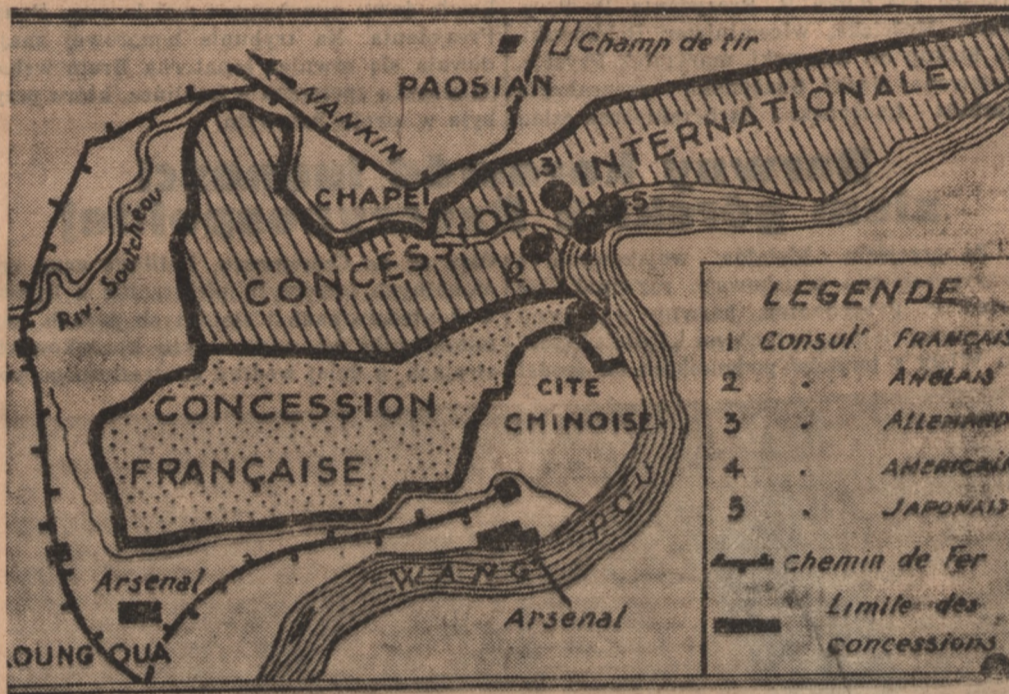 Champ de tir
PAOSIAN
NANKIN
CHAPEI
CONCESSION INTERNATIONALE
3
5
2
4
Riv. Soutchéou
CONCESSION
FRANÇAISE
CITE
CHINOISE
WANG POU
Arsenal
Arsenal
OUNG QUA
LEGENDE
1 Consulᵗ FRANÇAIS
2 . ANGLAIS
3 . ALLEMAND
4 . AMERICAIN
5 . JAPONAIS
Chemin de Fer
Limite des
concessions